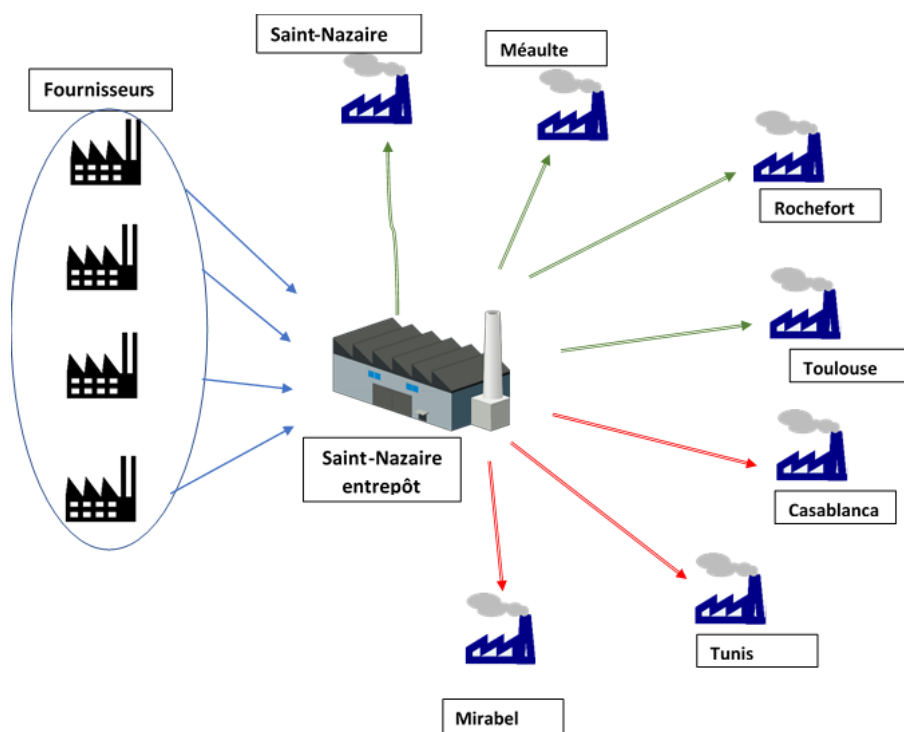 Saint-Nazaire
Méaulte
Fournisseurs
Rochefort
Toulouse
Saint-Nazaire
entrepôt
Casablanca
Tunis
Mirabel